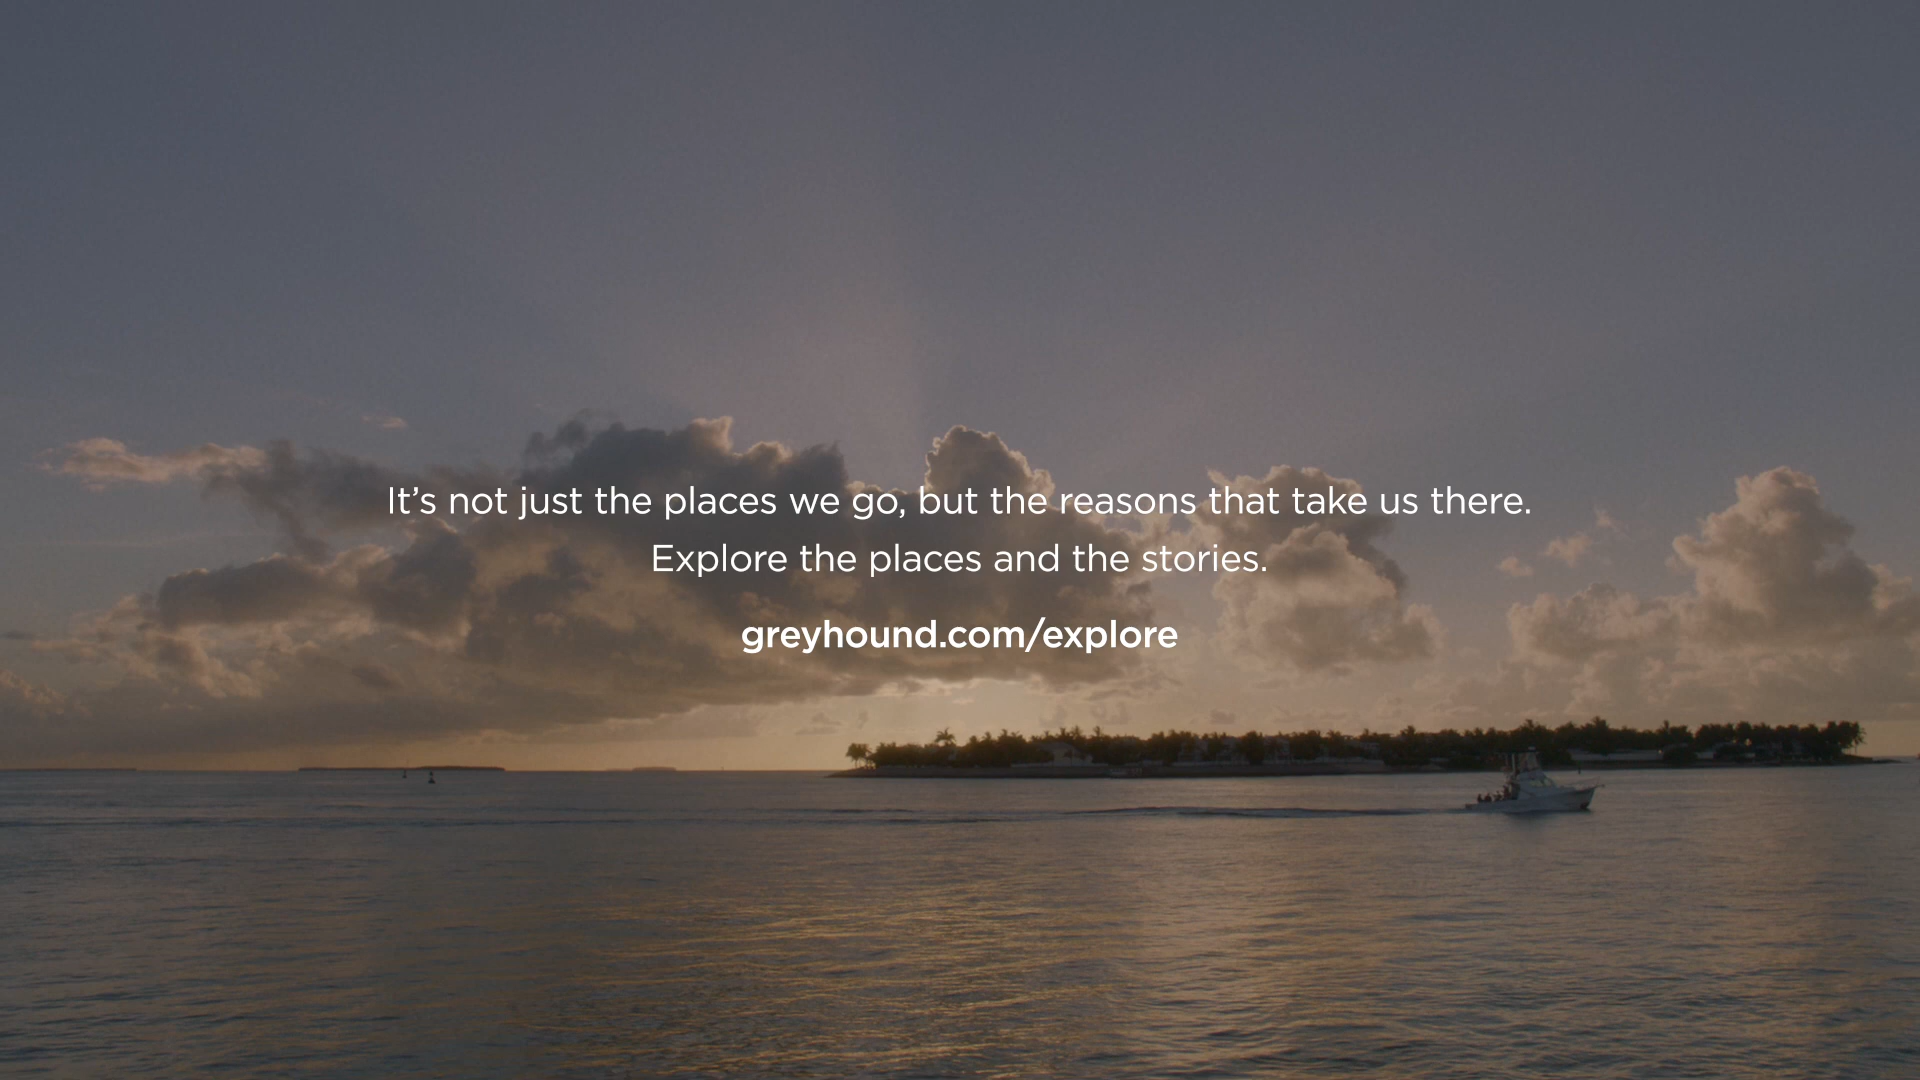 It’s not just the places we go, but the reasons that take us there.
Explore the places and the stories.
greyhound.com/explore